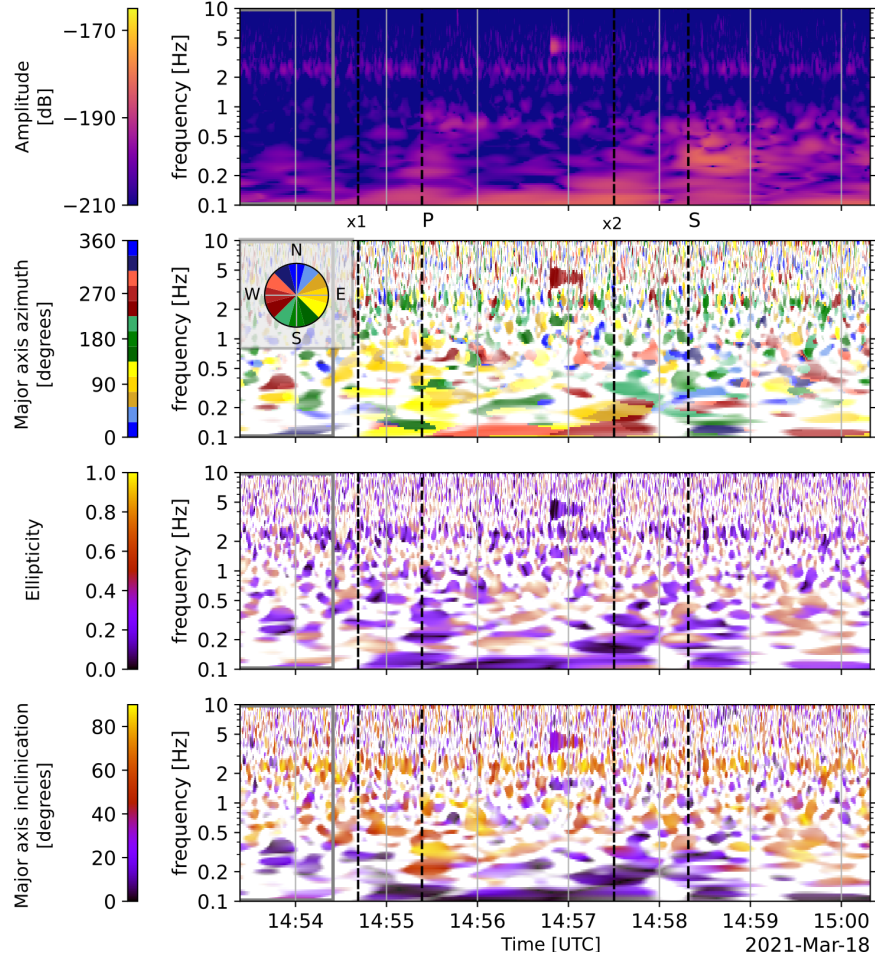 Amplitude
[dB]
−170
−190
−210
frequency [Hz]
10
5
2
1
0.5
0.2
0.1
x1
P
x2
S
Major axis azimuth
[degrees]
360
270
180
90
0
frequency [Hz]
10
5
2
1
0.5
0.2
0.1
N
W
E
S
Ellipticity
1.0
0.8
0.6
0.4
0.2
0.0
frequency [Hz]
10
5
2
1
0.5
0.2
0.1
Major axis inclinication
[degrees]
80
60
40
20
0
frequency [Hz]
10
5
2
1
0.5
0.2
0.1
14:54
14:55
14:56
14:57
14:58
14:59
15:00
Time [UTC]
2021-Mar-18